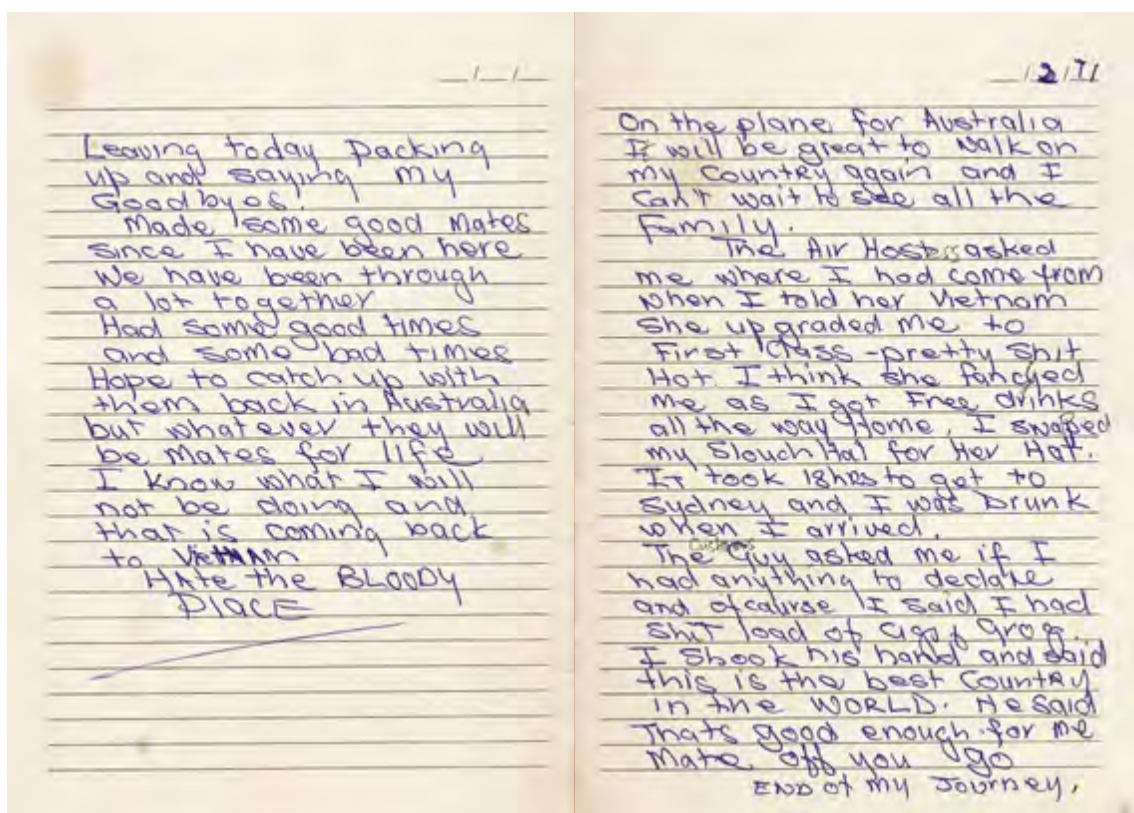 __/__/__
Leaving today packing
up and saying my
Goodbyes.
Made some good Mates
since I have been here
We have been through
a lot together
Had some good times
and some bad times
Hope to catch up with
them back in Australia
but what ever they will
be Mates for life
I know what I will
not be doing and
that is coming back
to VIETNAM
HATE the BLOODY
PlACE
__/2/71
On the plane for Australia
It will be great to walk on
my Country again and I
Can't wait to see all the
Family.
The Air Hostess asked
me where I had come from
when I told her Vietnam
She upgraded me to
First Class - pretty Shit
Hot. I think she fancyed
me as I got Free drinks
all the way Home. I swaped
my Slouch Hat for Her Hat.
IT took 18hrs to get to
Sydney and I was Drunk
when I arrived.
Customs
The Guy asked me if I
had anything to declare
and ofcaurse I said I had
ShiT load of cigs & Grog.
I Shook his hand and said
this is the best Country
in the WORLD. He said
Thats good enough for me
Mate off you go
END of my Journey.